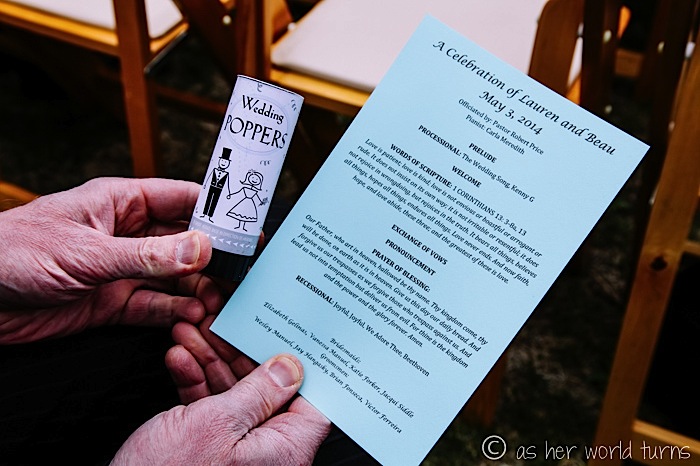 Wedding
POPPERS
A Celebration of Lauren and Beau
May 3, 2014
Officiated by: Pastor Robert Price
Pianist: Carla Meredith
PRELUDE
PROCESSIONAL: The Wedding Song, Kenny G
WELCOME
WORDS OF SCRIPTURE: 1 CORINTHIANS 13:3-8a, 13
Love is patient, love is kind, love is not envious or boastful or arrogant or
rude. It does not insist on its own way; it is not irritable or resentful; it does
not rejoice in wrongdoing, but rejoices in the truth. It bears all things, believes
all things, hopes all things, endures all things. Love never ends. And now faith,
hope, and love abide, these three; and the greatest of these is love.
EXCHANGE OF VOWS
PRONOUNCEMENT
PRAYER OF BLESSING:
Our Father, who art in heaven, hallowed be thy name. Thy kingdom come, thy
will be done, on earth as it is in heaven. Give us this day our daily bread. And
forgive us our trespasses as we forgive those who trespass against us. And
lead us not into temptation but deliver us from evil. For thine is the kingdom
and the power and the glory forever. Amen.
RECESSIONAL: Joyful, Joyful, We Adore Thee, Beethoven
Bridesmaids:
Elizabeth Geitner, Vanessa Manuel, Katie Forker, Jacqui Siddle
Groomsmen:
Wesley Manuel, Jay Hangasky, Brian Fonseca, Victor Ferreira
© as her world turns